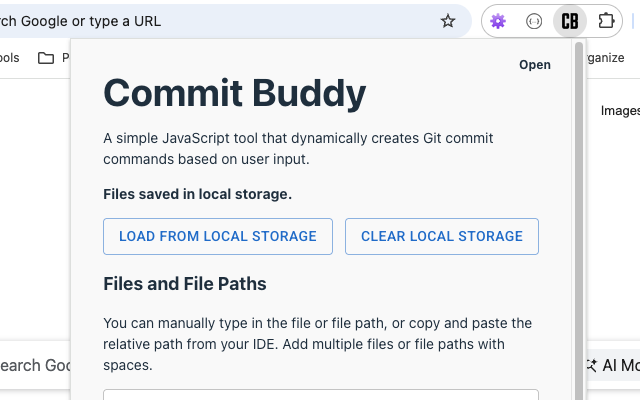 rch Google or type a URL
CB
ools
P
rganize
Images
Open
Commit Buddy
A simple JavaScript tool that dynamically creates Git commit
commands based on user input.
Files saved in local storage.
LOAD FROM LOCAL STORAGE
CLEAR LOCAL STORAGE
Files and File Paths
You can manually type in the file or file path, or copy and paste the
relative path from your IDE. Add multiple files or file paths with
spaces.
earch Goo
AI Mo